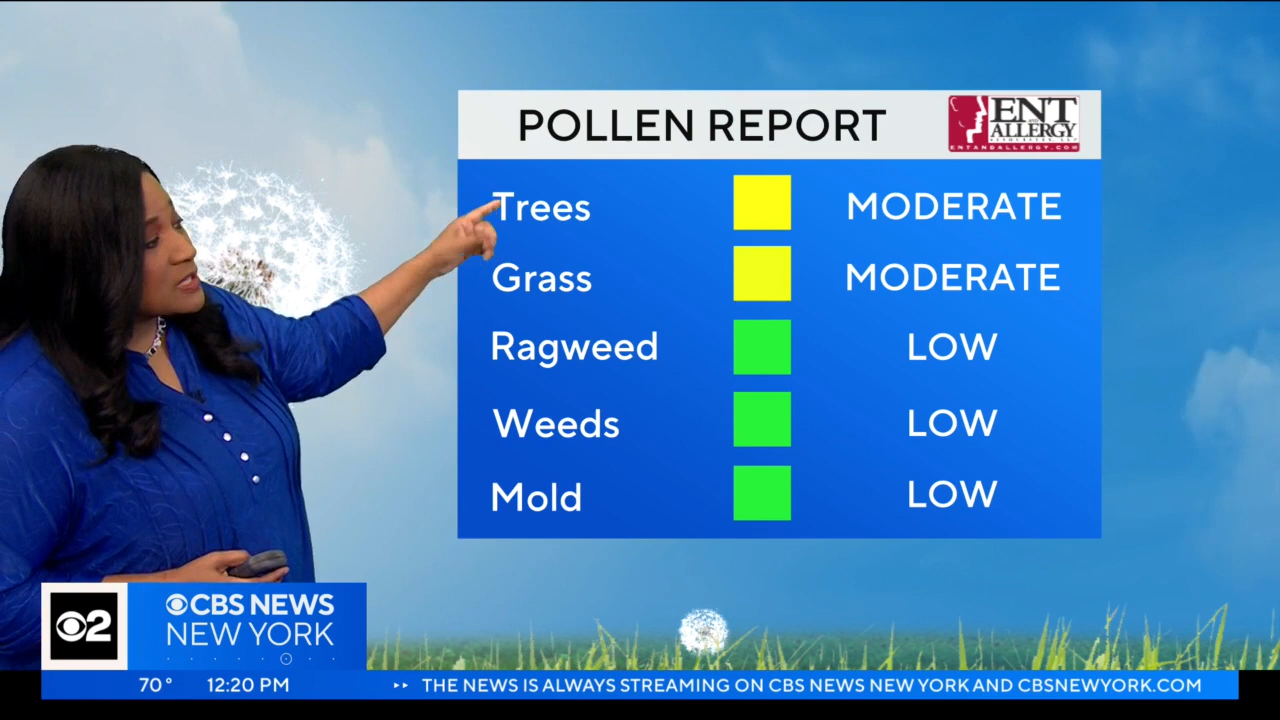 POLLEN REPORT
ENT
ALLERGY
ENTANDALLERGY.COM
Trees MODERATE
Grass MODERATE
Ragweed LOW
Weeds LOW
Mold LOW
2 CBS NEWS
NEW YORK
70° 12:20 PM THE NEWS IS ALWAYS STREAMING ON CBS NEWS NEW YORK AND CBSNEWYORK.COM